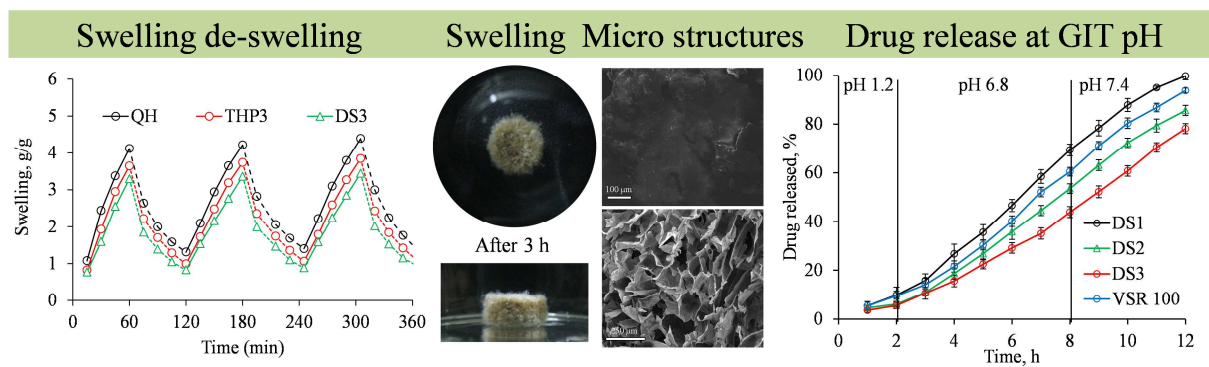 Swelling de-swelling
Swelling Micro structures
Drug release at GIT pH
6
5
4
3
2
1
0
Swelling, g/g
QH
THP3
DS3
0 60 120 180 240 300 360
Time (min)
After 3 h
100 µm
250 µm
100
80
60
40
20
0
Drug released, %
pH 1.2
pH 6.8
pH 7.4
DS1
DS2
DS3
VSR 100
0 2 4 6 8 10 12
Time, h